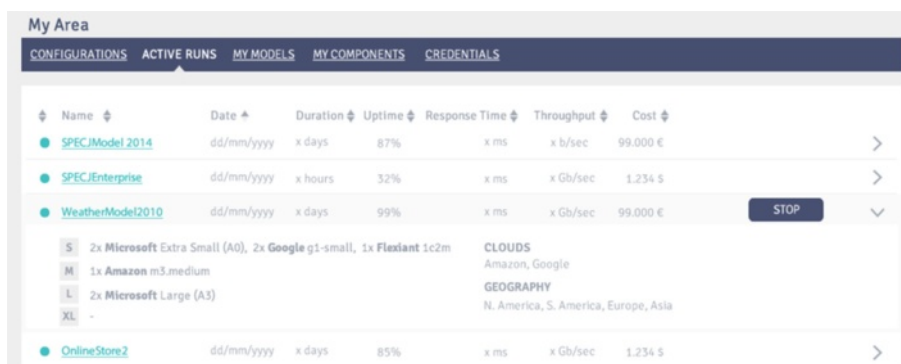 My Area
CONFIGURATIONS ACTIVE RUNS MY MODELS MY COMPONENTS CREDENTIALS
Name Date Duration Uptime Response Time Throughput Cost
SPECJModel 2014 dd/mm/yyyy x days 87% x ms x b/sec 99.000 €
SPECJEnterprise dd/mm/yyyy x hours 32% x ms x Gb/sec 1.234 $
WeatherModel2010 dd/mm/yyyy x days 99% x ms x Gb/sec 99.000 € STOP
S 2x Microsoft Extra Small (A0), 2x Google g1-small, 1x Flexiant 1c2m
M 1x Amazon m3.medium
L 2x Microsoft Large (A3)
XL -
CLOUDS
Amazon, Google
GEOGRAPHY
N. America, S. America, Europe, Asia
OnlineStore2 dd/mm/yyyy x days 85% x ms x Gb/sec 1.234 $